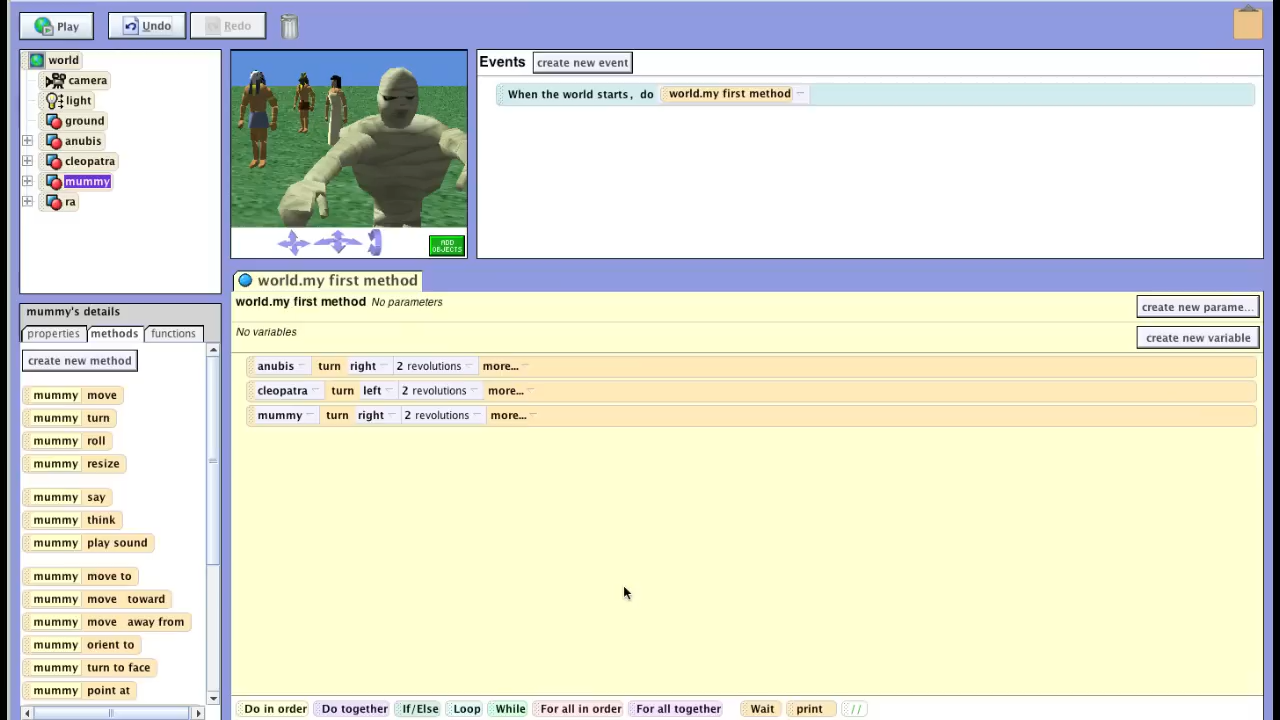 Play Undo Redo
world
camera
light
ground
anubis
cleopatra
mummy
ra
ADD
OBJECTS
Events create new event
When the world starts, do world.my first method
mummy's details
properties methods functions
create new method
mummy move
mummy turn
mummy roll
mummy resize
mummy say
mummy think
mummy play sound
mummy move to
mummy move toward
mummy move away from
mummy orient to
mummy turn to face
mummy point at
world.my first method
world.my first method No parameters
create new parame...
No variables
create new variable
anubis turn right 2 revolutions more...
cleopatra turn left 2 revolutions more...
mummy turn right 2 revolutions more...
Do in order Do together If/Else Loop While For all in order For all together Wait print //